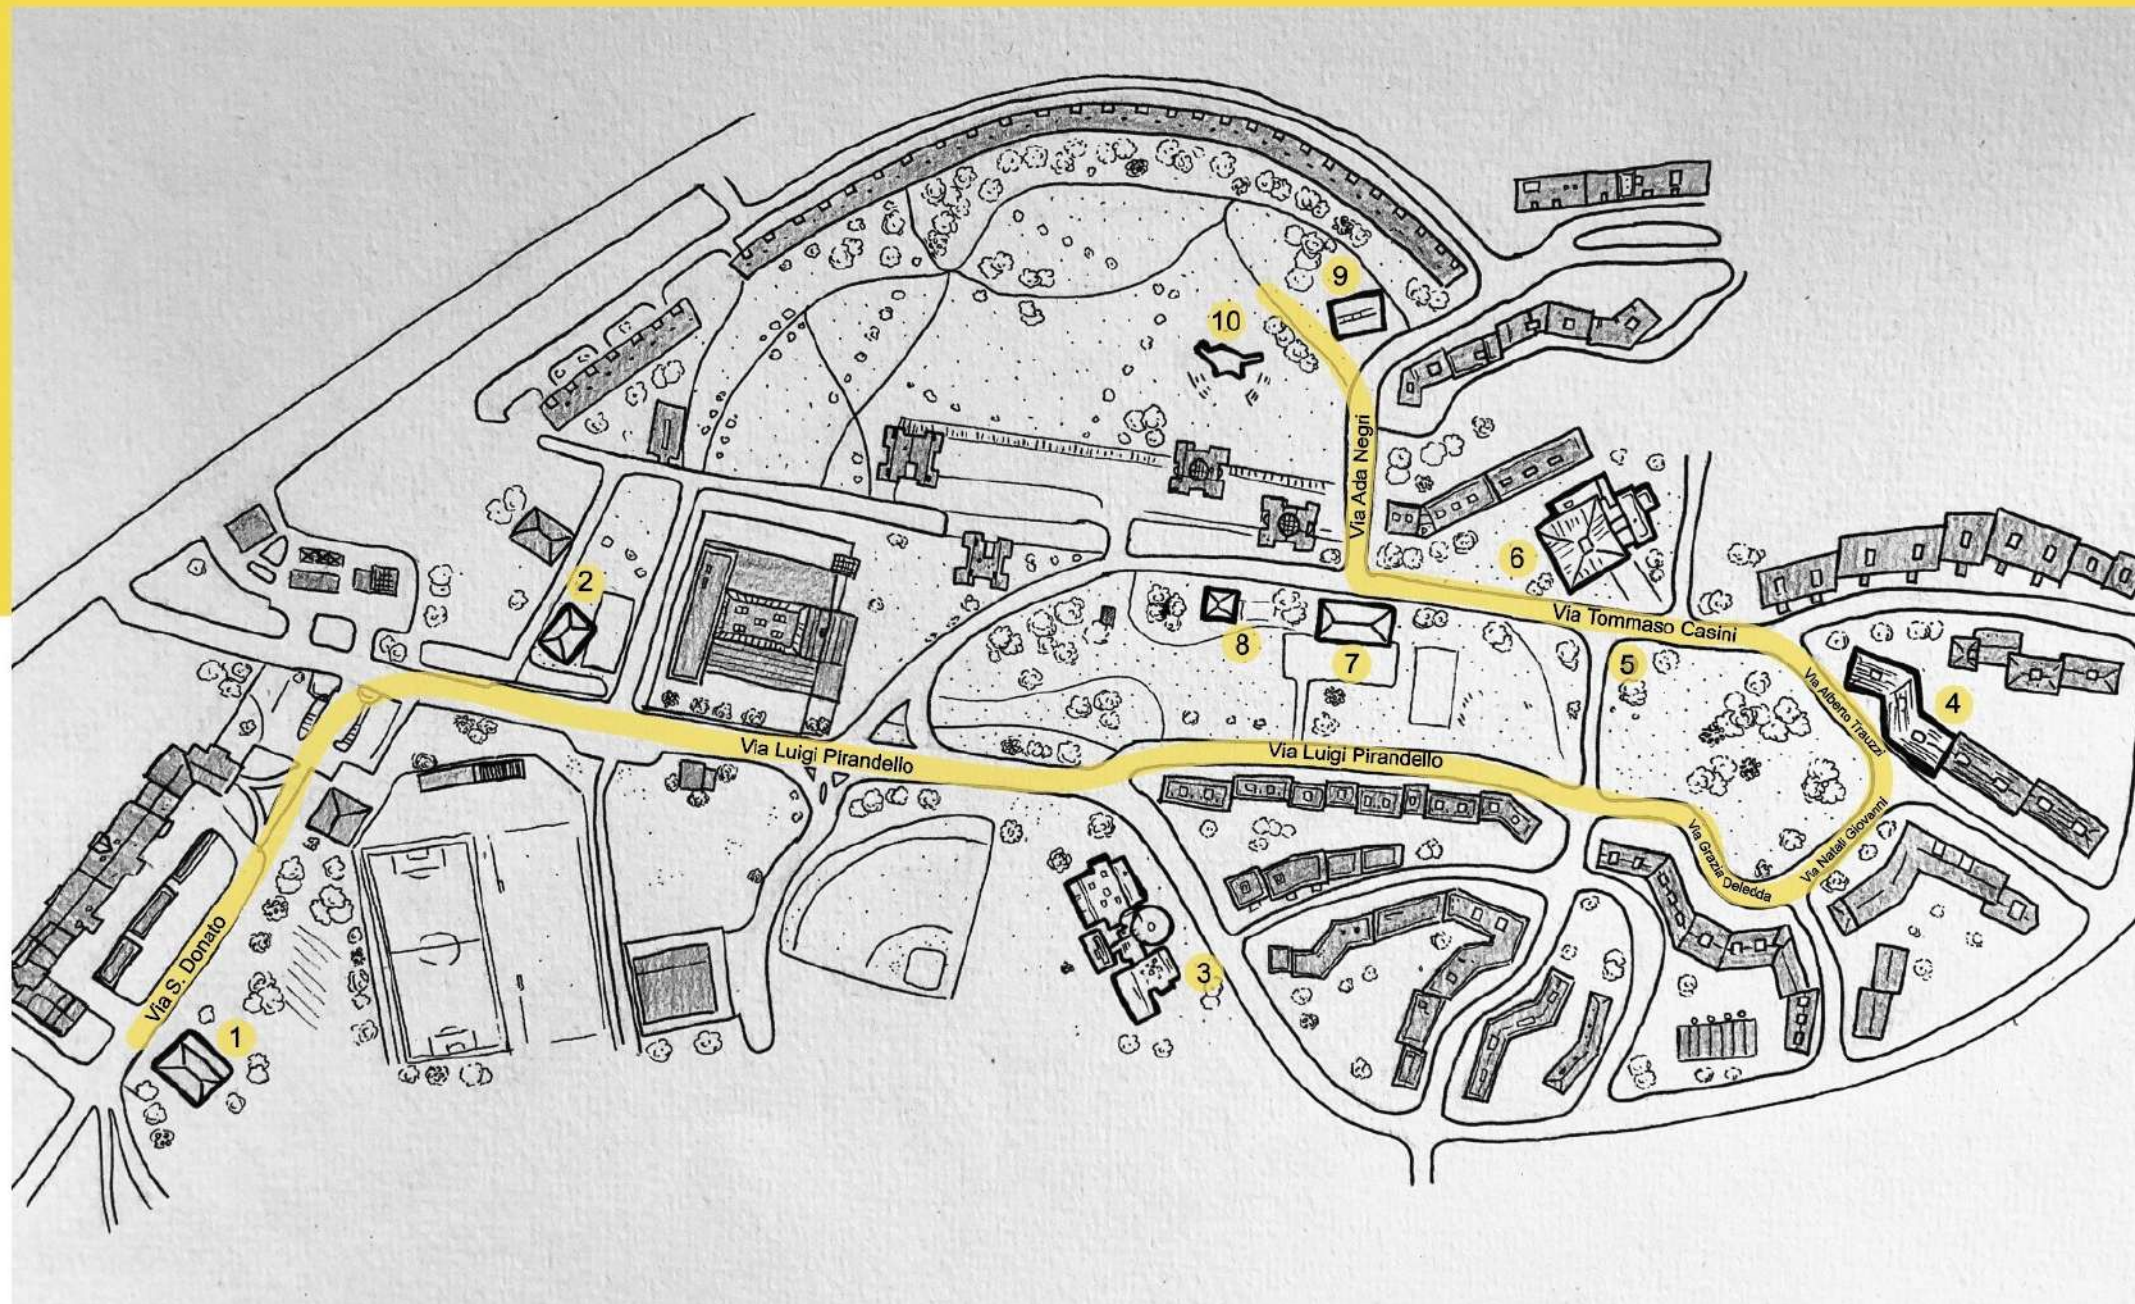 9
10
Via Ada Negri
6
2
Via Tommaso Casini
8
7
5
Via Alberto Trauzzi
4
Via Luigi Pirandello
Via Luigi Pirandello
Via Natali Giovanni
Via Grazia Deledda
Via S. Donato
3
1